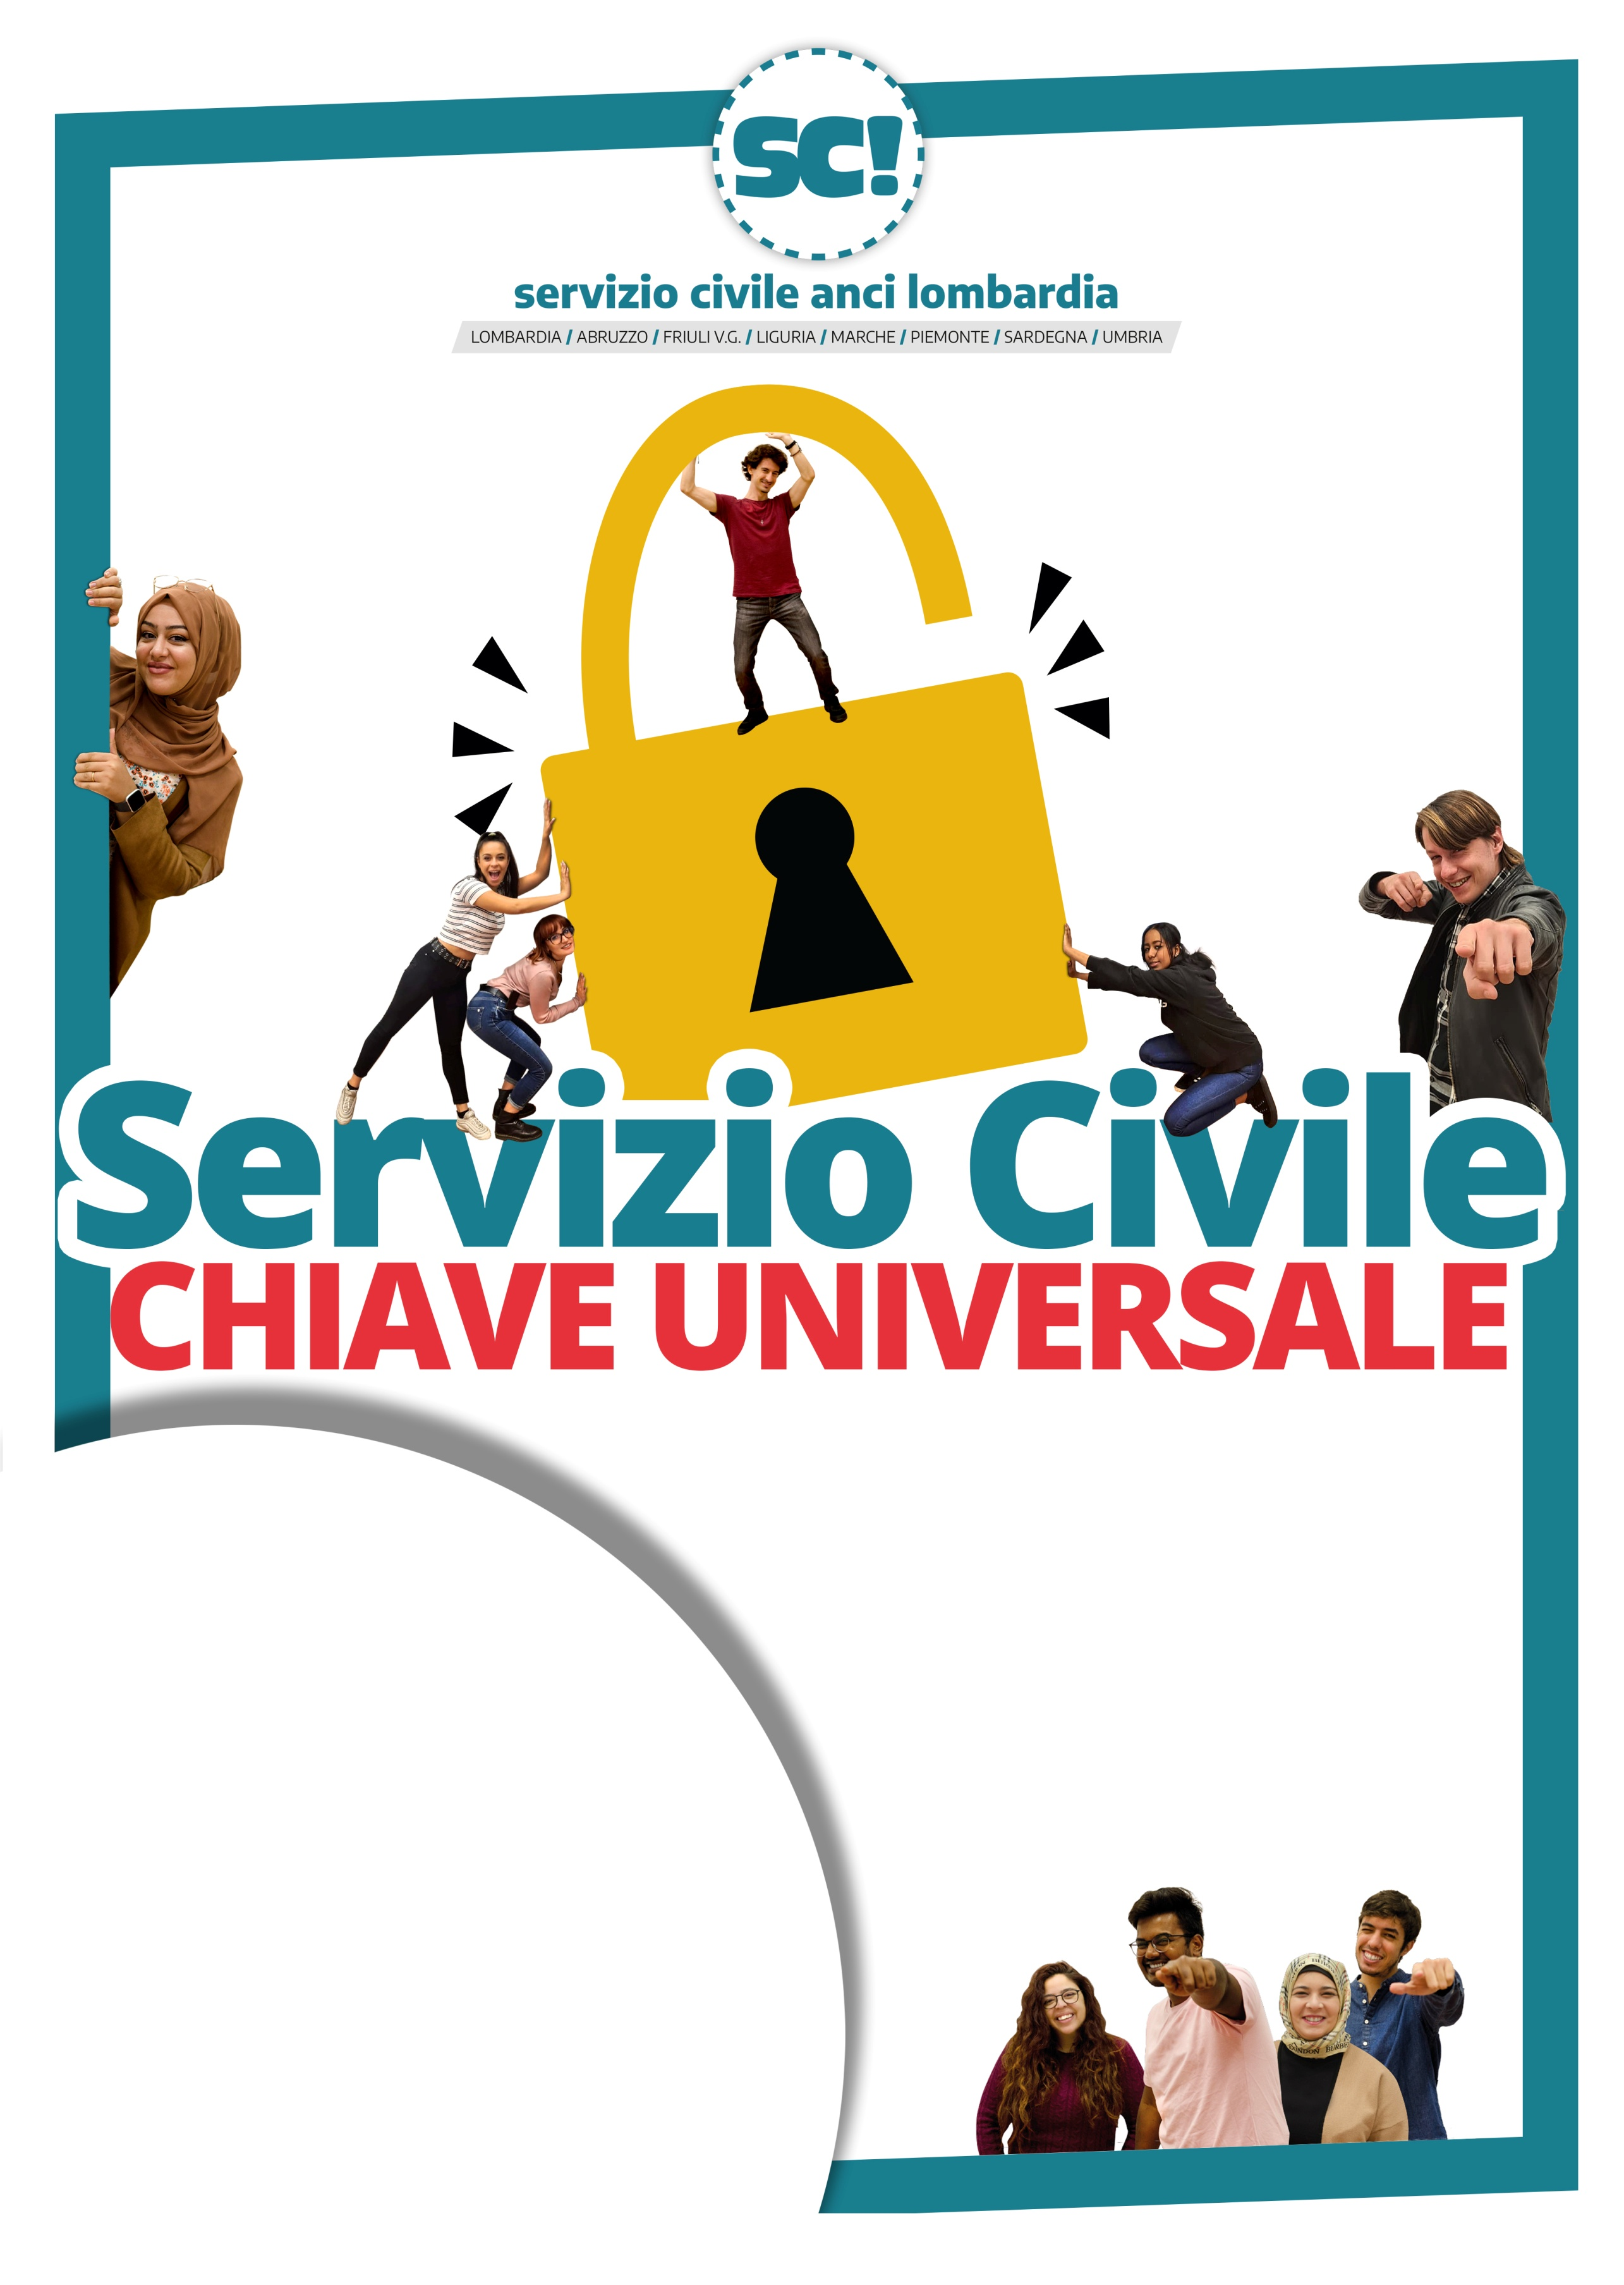 SC!
servizio civile anci lombardia
LOMBARDIA / ABRUZZO / FRIULI V.G. / LIGURIA / MARCHE / PIEMONTE / SARDEGNA / UMBRIA
Servizio Civile
CHIAVE UNIVERSALE